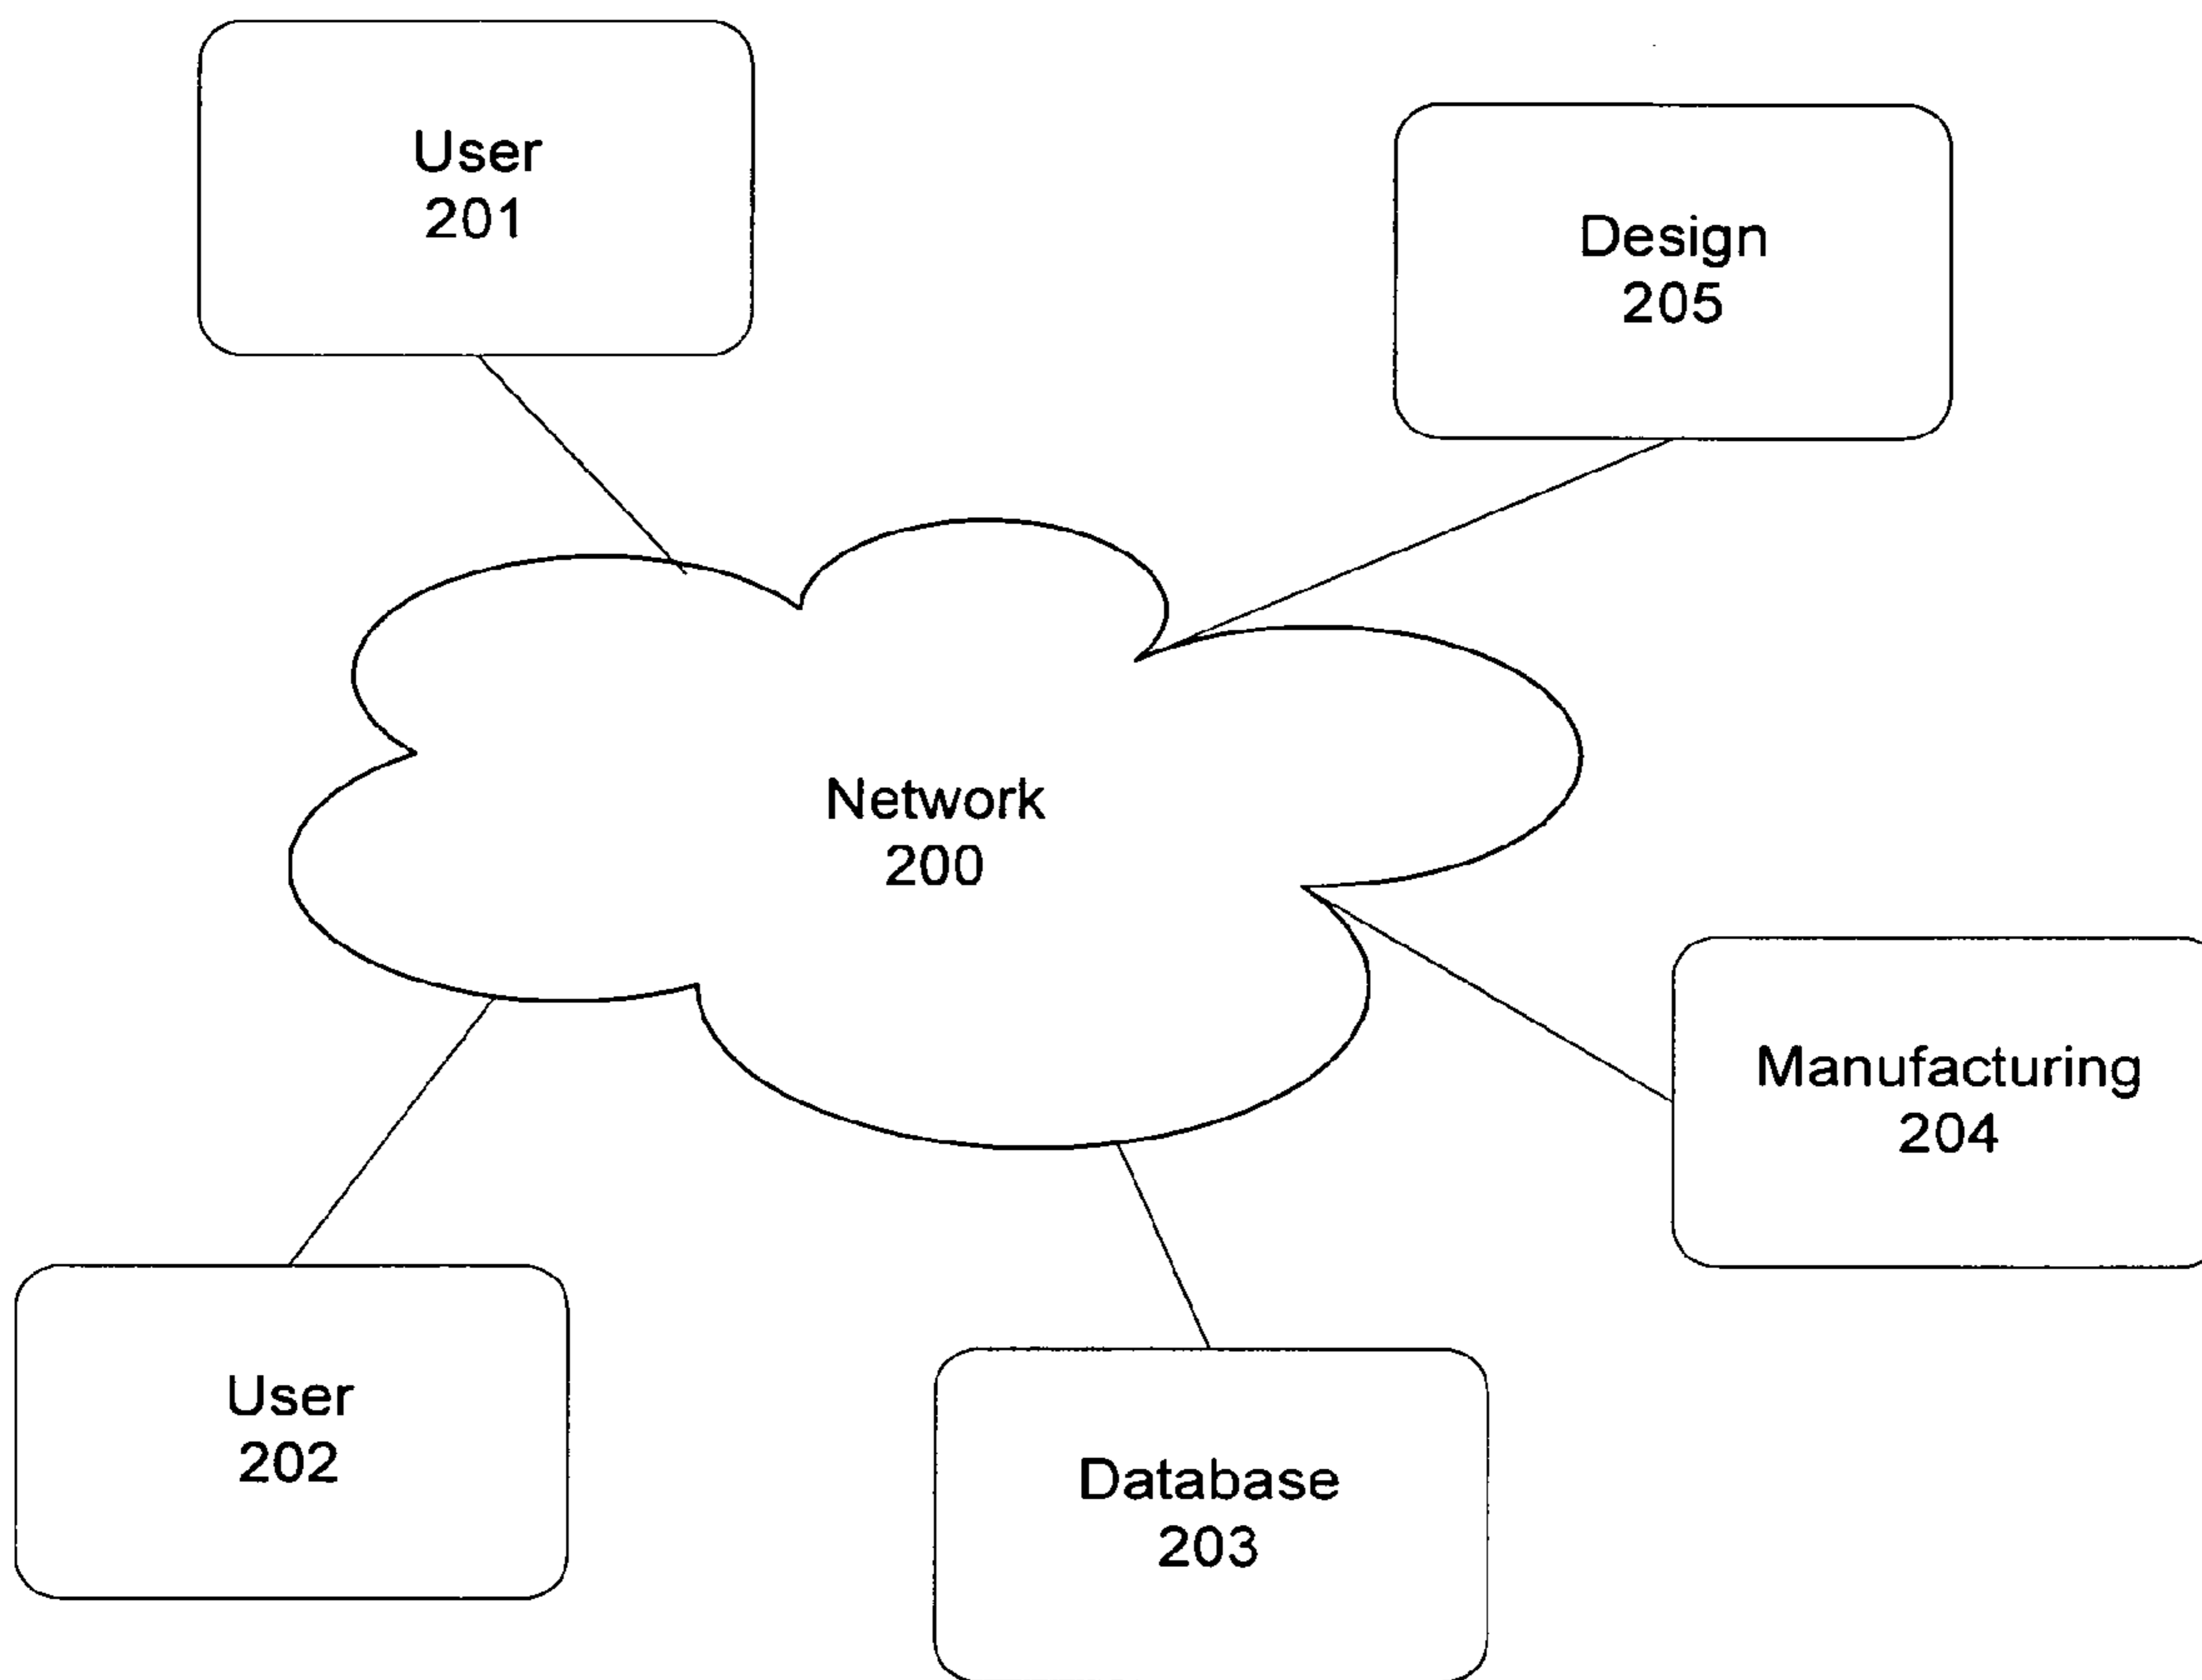 User
201
Design
205
Network
200
Manufacturing
204
User
202
Database
203